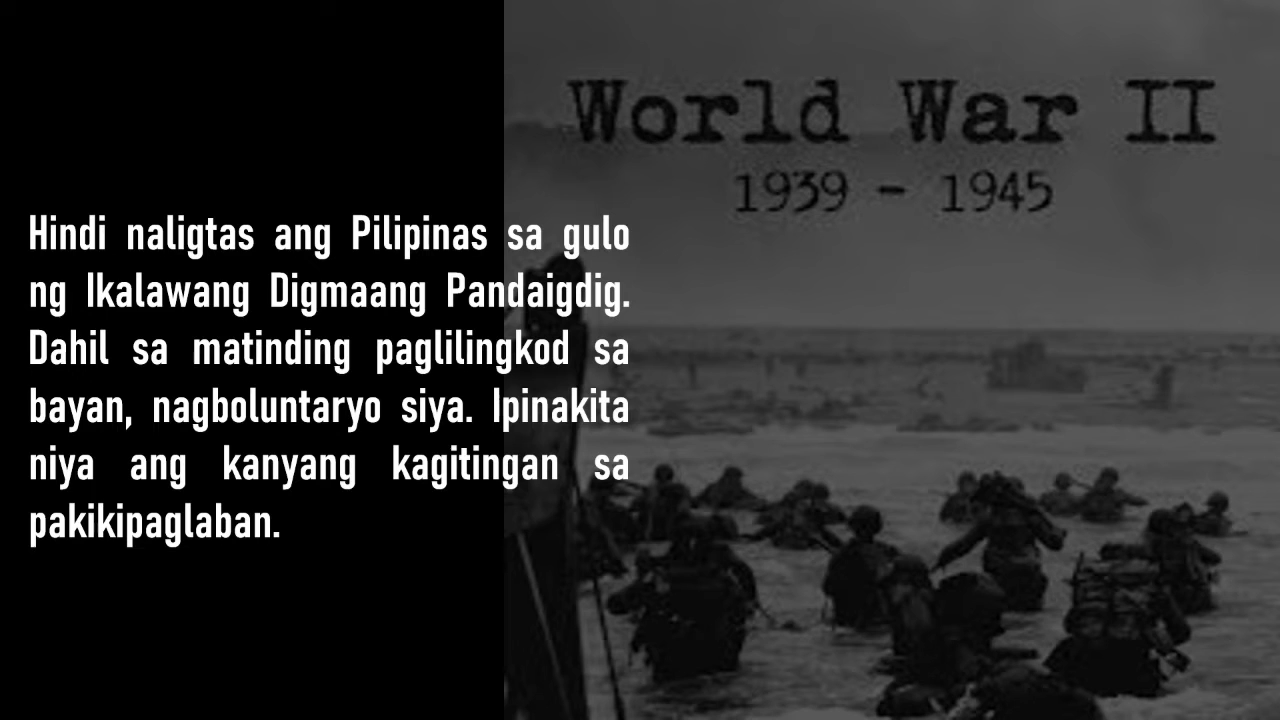 World War II
1939 - 1945
Hindi naligtas ang Pilipinas sa gulo
ng Ikalawang Digmaang Pandaigdig.
Dahil sa matinding paglilingkod sa
bayan, nagboluntaryo siya. Ipinakita
niya ang kanyang kagitingan sa
pakikipaglaban.